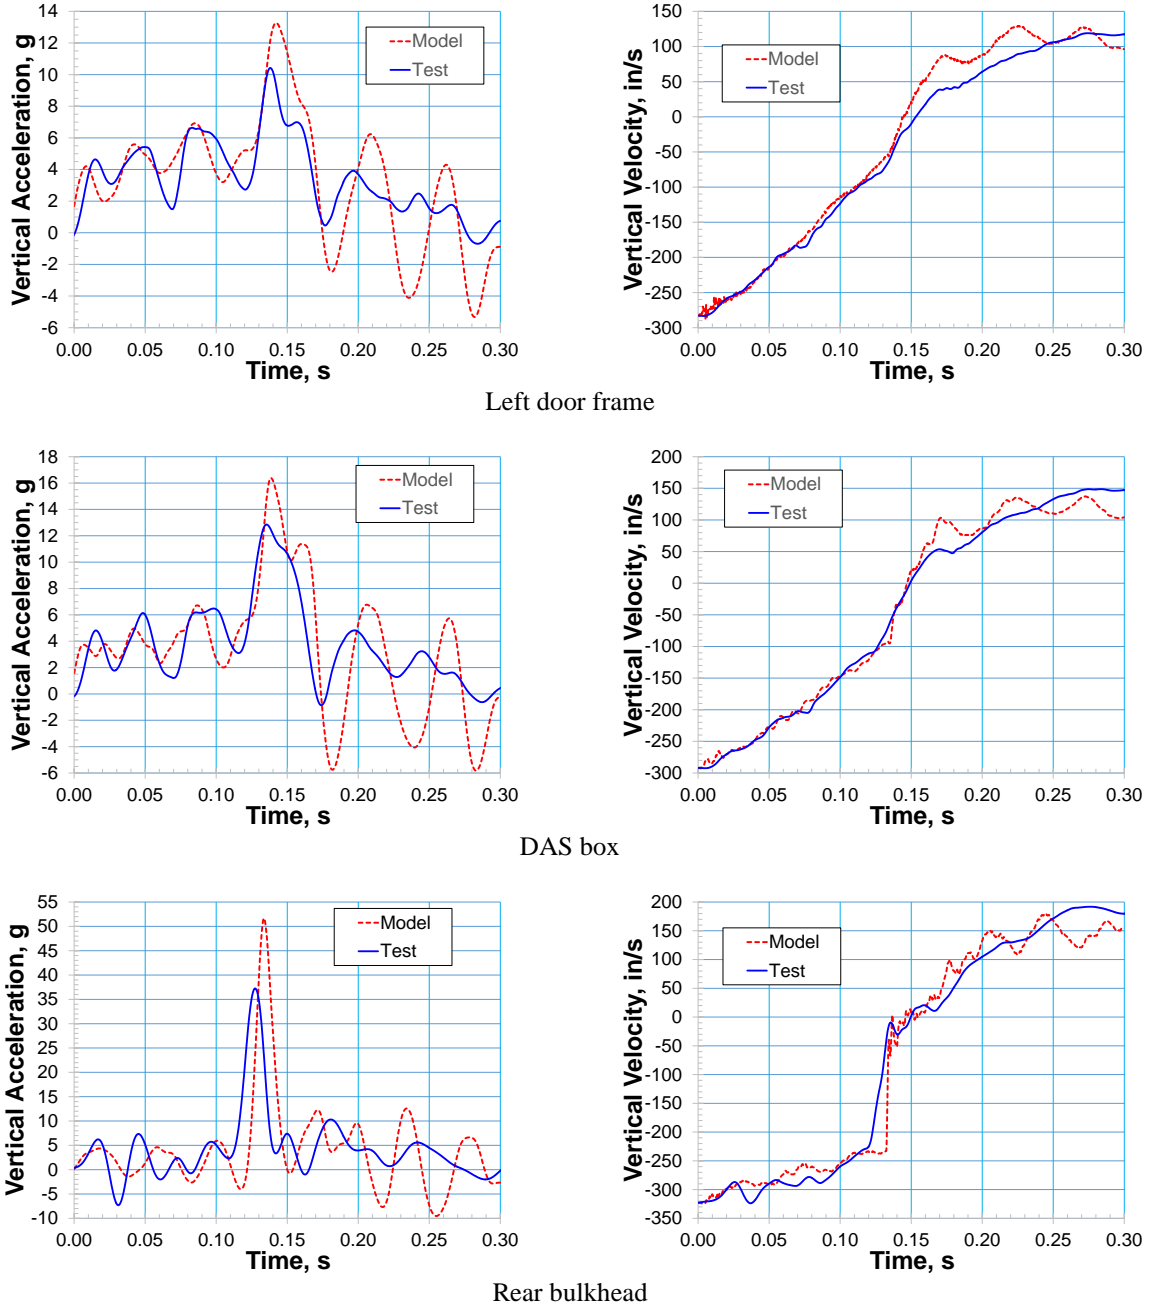 Vertical Acceleration, g
14
12
10
8
6
4
2
0
-2
-4
-6
Model
Test
0.00 0.05 0.10 0.15 0.20 0.25 0.30
Time, s
Vertical Velocity, in/s
150
100
50
0
-50
-100
-150
-200
-250
-300
Model
Test
0.00 0.05 0.10 0.15 0.20 0.25 0.30
Time, s
Left door frame
Vertical Acceleration, g
18
16
14
12
10
8
6
4
2
0
-2
-4
-6
Model
Test
0.00 0.05 0.10 0.15 0.20 0.25 0.30
Time, s
Vertical Velocity, in/s
200
150
100
50
0
-50
-100
-150
-200
-250
-300
Model
Test
0.00 0.05 0.10 0.15 0.20 0.25 0.30
Time, s
DAS box
Vertical Acceleration, g
55
50
45
40
35
30
25
20
15
10
5
0
-5
-10
Model
Test
0.00 0.05 0.10 0.15 0.20 0.25 0.30
Time, s
Vertical Velocity, in/s
200
150
100
50
0
-50
-100
-150
-200
-250
-300
-350
Model
Test
0.00 0.05 0.10 0.15 0.20 0.25 0.30
Time, s
Rear bulkhead